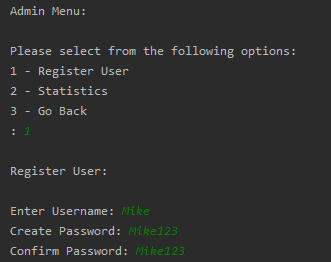 Admin Menu:
Please select from the following options:
1 - Register User
2 - Statistics
3 - Go Back
: 1
Register User:
Enter Username: Mike
Create Password: Mike123
Confirm Password: Mike123